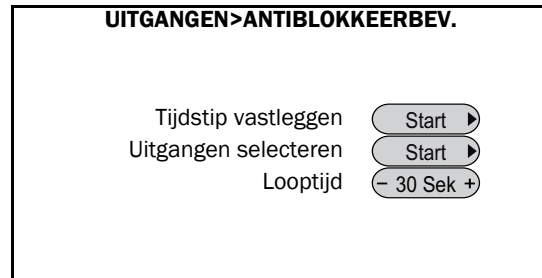 UITGANGEN>ANTIBLOKKEERBEV.
Tijdstip vastleggen Start
Uitgangen selecteren Start
Looptijd - 30 Sek +